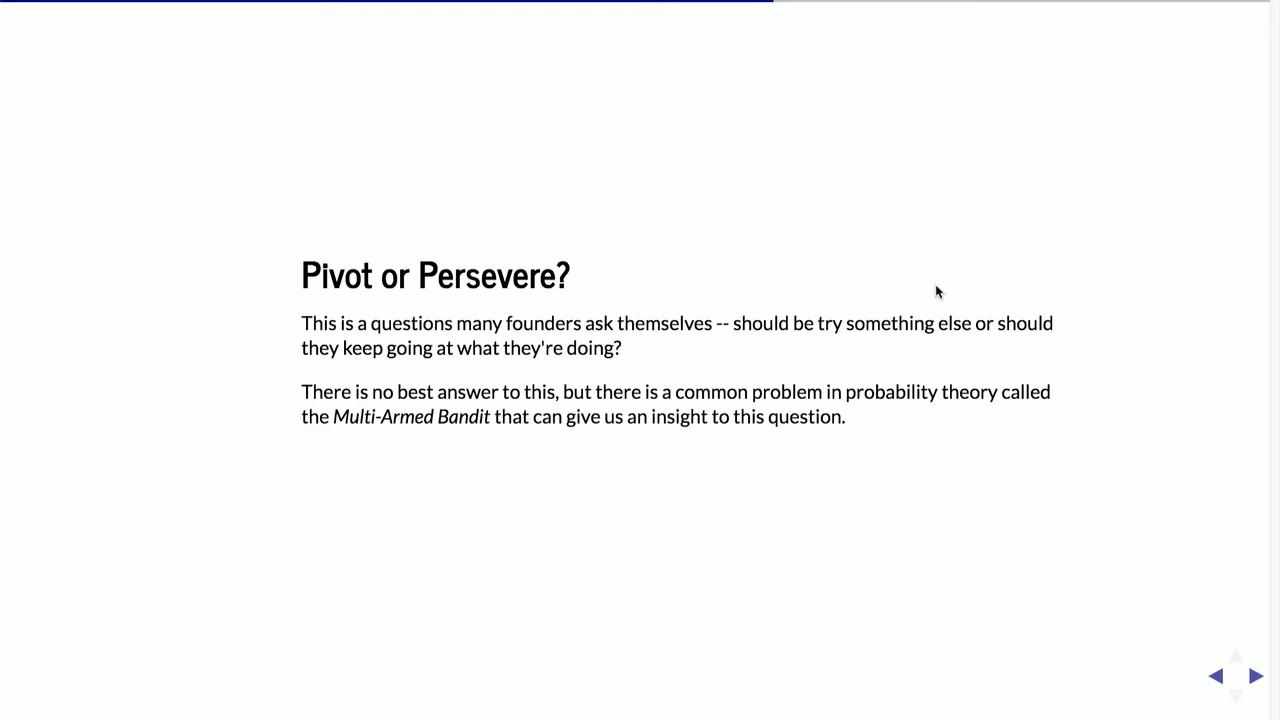 Pivot or Persevere?
This is a questions many founders ask themselves -- should be try something else or should
they keep going at what they're doing?
There is no best answer to this, but there is a common problem in probability theory called
the Multi-Armed Bandit that can give us an insight to this question.